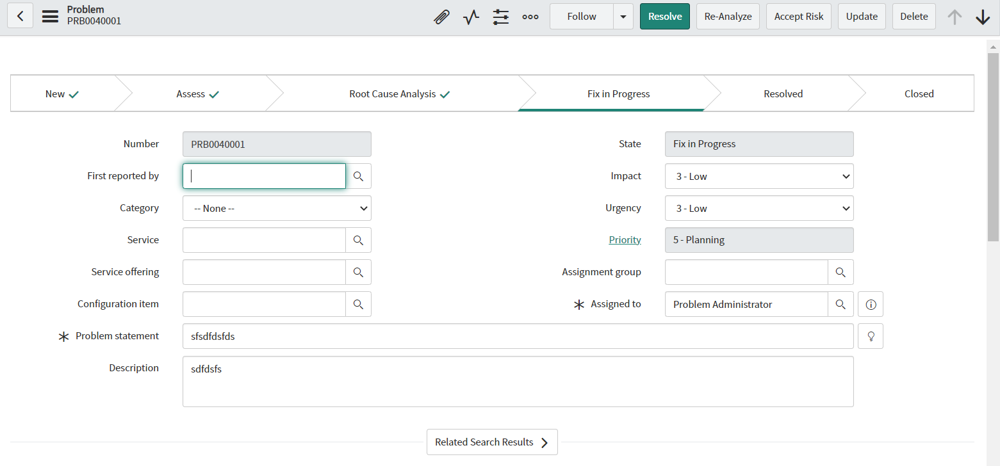 Problem
PRB0040001
Follow
Resolve
Re-Analyze
Accept Risk
Update
Delete
New
Assess
Root Cause Analysis
Fix in Progress
Resolved
Closed
Number PRB0040001
State Fix in Progress
First reported by
Impact 3 - Low
Category -- None --
Urgency 3 - Low
Service
Priority 5 - Planning
Service offering
Assignment group
Configuration item
Assigned to Problem Administrator
Problem statement sfsdfdsfds
Description sdfdsfs
Related Search Results